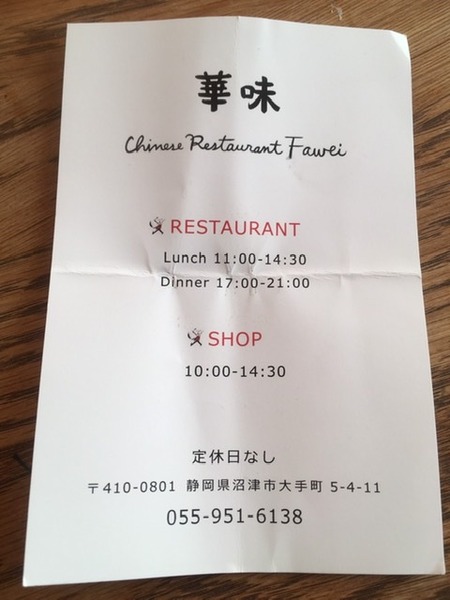 華味
Chinese Restaurant Fawei
RESTAURANT
Lunch 11:00-14:30
Dinner 17:00-21:00
SHOP
10:00-14:30
定休日なし
〒410-0801 静岡県沼津市大手町 5-4-11
055-951-6138